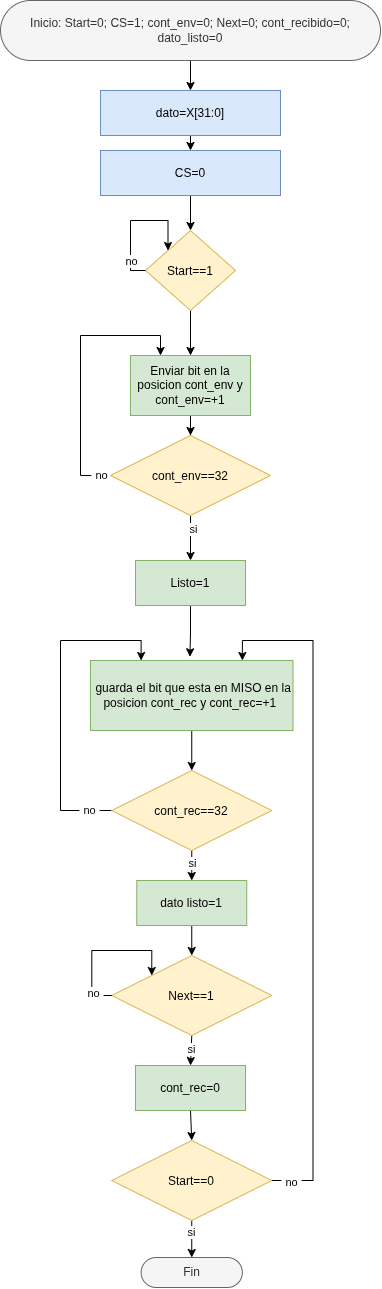 Inicio: Start=0; CS=1; cont_env=0; Next=0; cont_recibido=0;
dato_listo=0
dato=X[31:0]
CS=0
Start==1
no
Enviar bit en la
posicion cont_env y
cont_env=+1
cont_env==32
no
si
Listo=1
guarda el bit que esta en MISO en la
posicion cont_rec y cont_rec=+1
cont_rec==32
no
si
dato listo=1
Next==1
no
si
cont_rec=0
Start==0
no
si
Fin